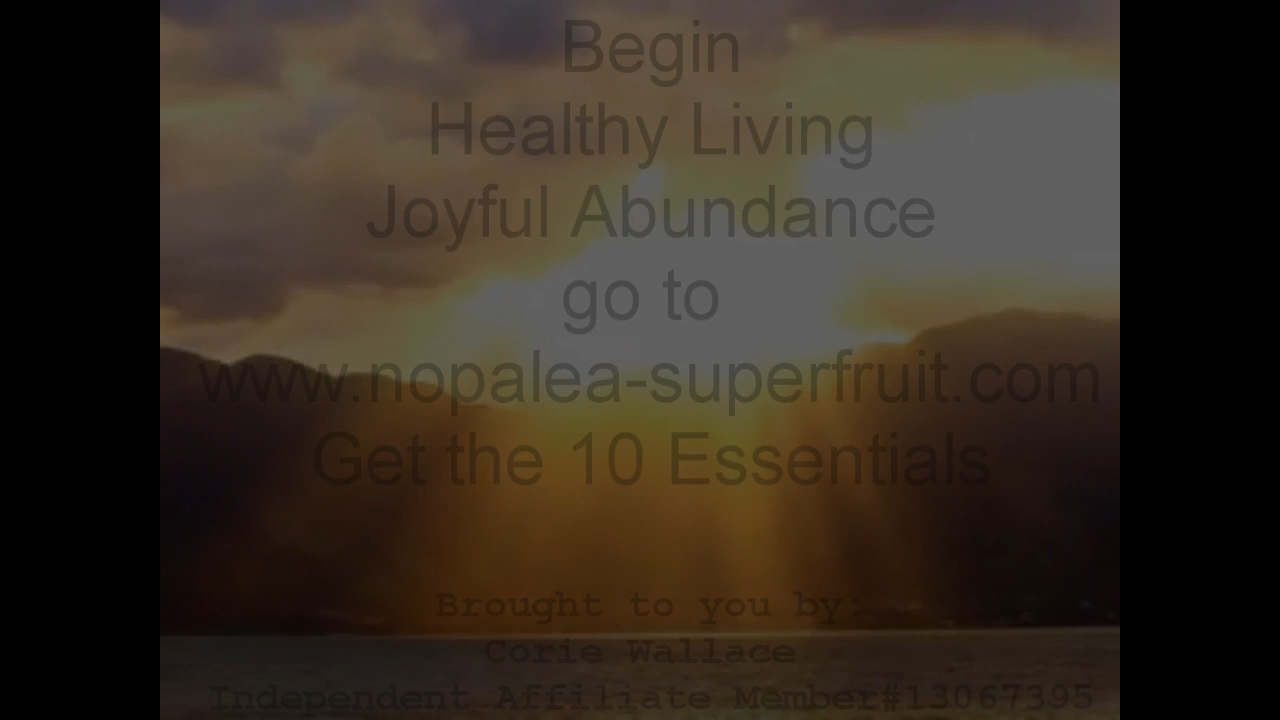 Begin
Healthy Living
Joyful Abundance
go to
www.nopalea-superfruit.com
Get the 10 Essentials
Brought to you by:
Corie Wallace
Independent Affiliate Member#13067395